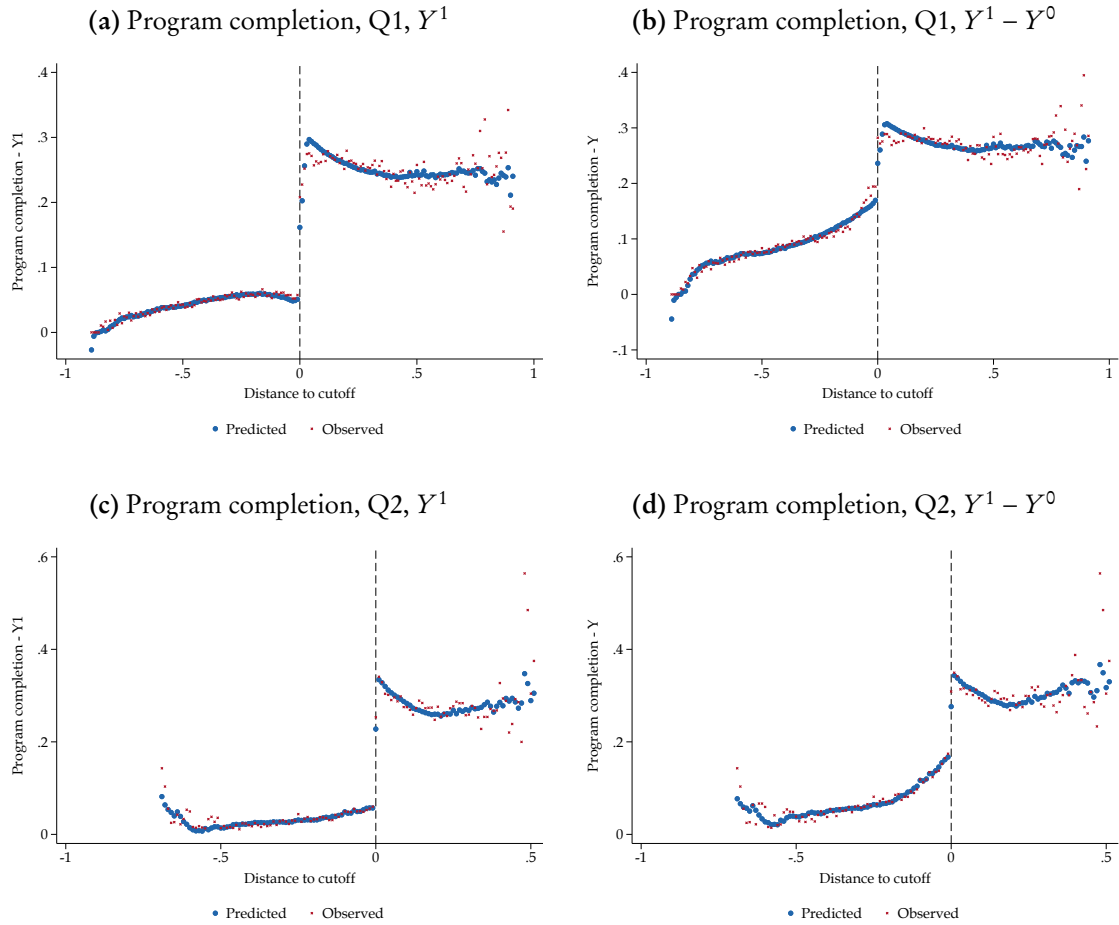 (a) Program completion, Q1, Y¹
.4
.3
.2
.1
0
Program completion - Y1
-1
-.5
0
.5
1
Distance to cutoff
Predicted
Observed
(b) Program completion, Q1, Y¹ – Y⁰
.4
.3
.2
.1
0
-.1
Program completion - Y
-1
-.5
0
.5
1
Distance to cutoff
Predicted
Observed
(c) Program completion, Q2, Y¹
.6
.4
.2
0
Program completion - Y1
-1
-.5
0
.5
Distance to cutoff
Predicted
Observed
(d) Program completion, Q2, Y¹ – Y⁰
.6
.4
.2
0
Program completion - Y
-1
-.5
0
.5
Distance to cutoff
Predicted
Observed